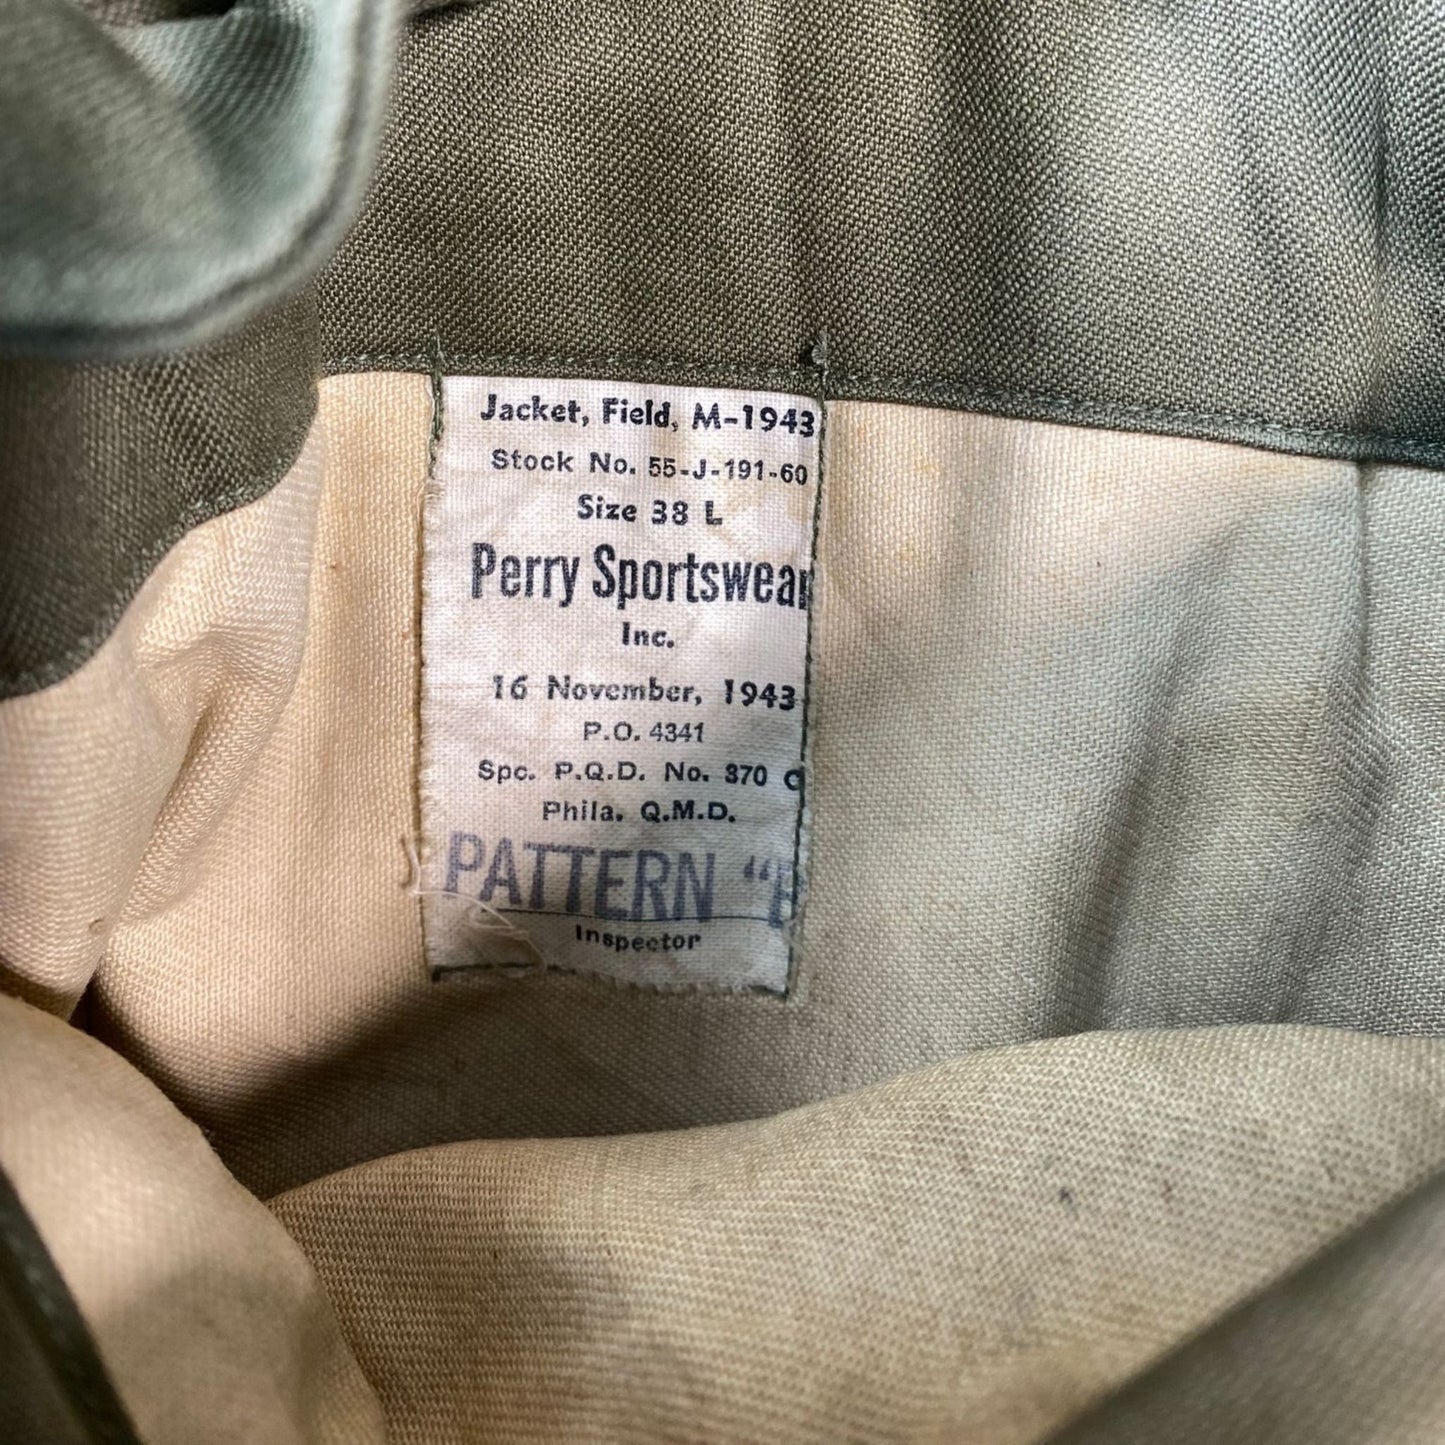 Jacket, Field, M-1943
Stock No. 55-J-191-60
Size 38 L
Perry Sportswear
Inc.
16 November, 1943
P.O. 4341
Spc. P.Q.D. No. 370 C
Phila. Q.M.D.
PATTERN "B
Inspector